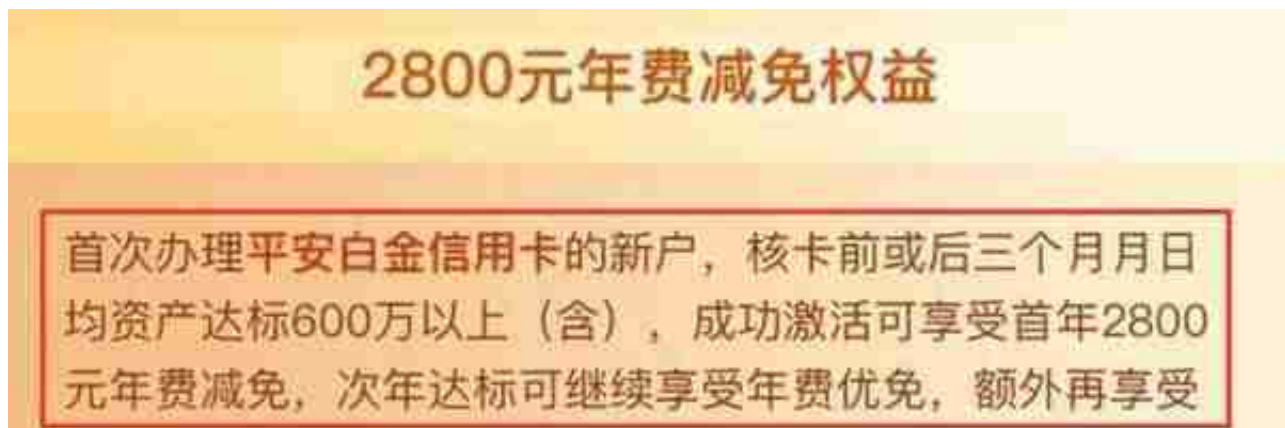 2800元年费减免权益
首次办理平安白金信用卡的新户，核卡前或后三个月月日
均资产达标600万以上（含），成功激活可享受首年2800
元年费减免，次年达标可继续享受年费优免，额外再享受